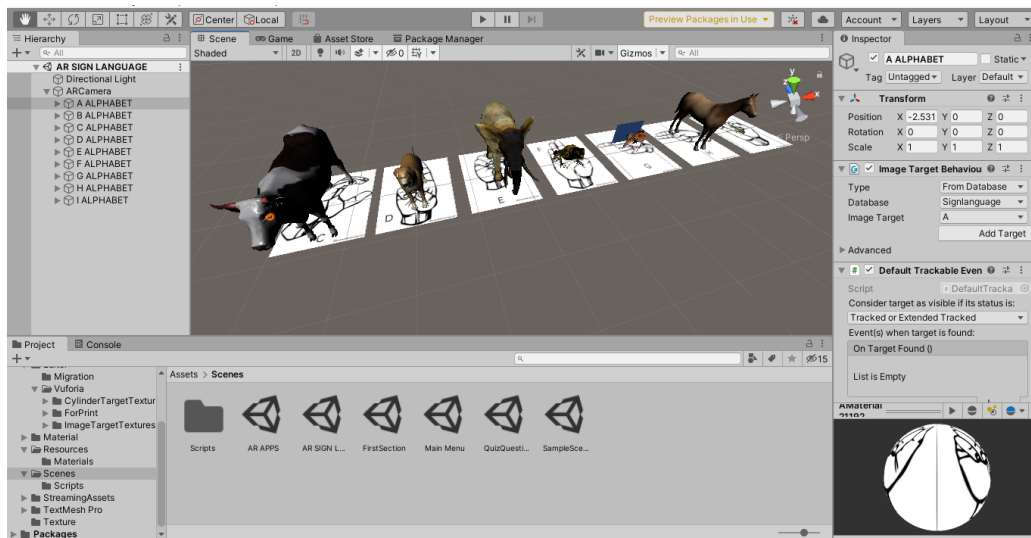 Center Local Preview Packages in Use Account Layers Layout
Hierarchy
All
AR SIGN LANGUAGE
Directional Light
ARCamera
A ALPHABET
B ALPHABET
C ALPHABET
D ALPHABET
E ALPHABET
F ALPHABET
G ALPHABET
H ALPHABET
I ALPHABET
Scene Game Asset Store Package Manager
Shaded 2D 0 Gizmos All
y
x
Persp
C
D
E
G
Inspector
A ALPHABET Static
Tag Untagged Layer Default
Transform
Position X -2.531 Y 0 Z 0
Rotation X 0 Y 0 Z 0
Scale X 1 Y 1 Z 1
Image Target Behaviou
Type From Database
Database Signlanguage
Image Target A
Add Target
Advanced
Default Trackable Even
Script DefaultTracka
Consider target as visible if its status is:
Tracked or Extended Tracked
Event(s) when target is found:
On Target Found ()
List is Empty
AMaterial
21192
Project Console
15
Migration
Vuforia
CylinderTargetTextur
ForPrint
ImageTargetTextures
Material
Resources
Materials
Scenes
Scripts
StreamingAssets
TextMesh Pro
Texture
Packages
Assets > Scenes
Scripts AR APPS AR SIGN L... FirstSection Main Menu QuizQuesti... SampleSce...